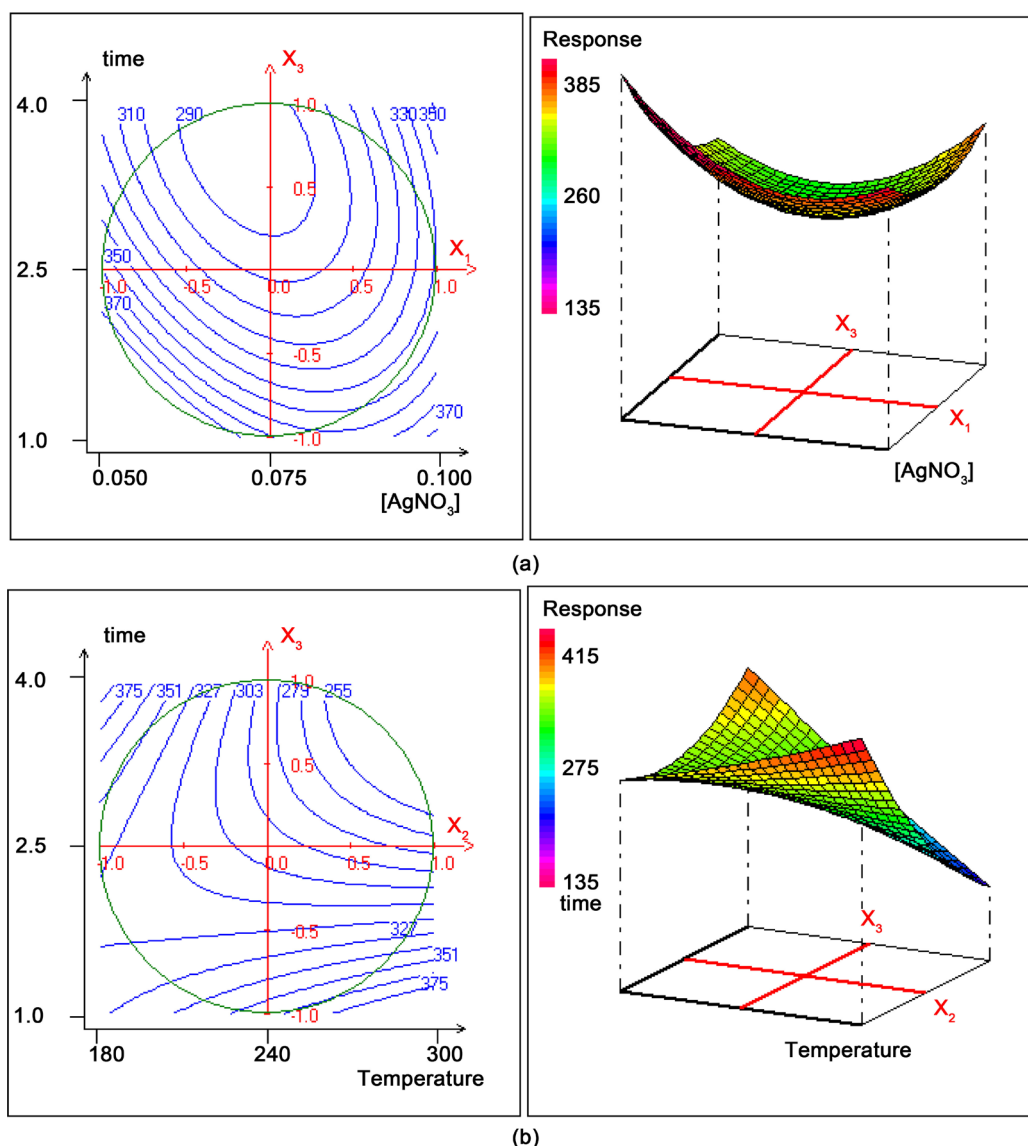 time
X3
4.0
310
290
330
350
1.0
0.5
X1
2.5
350
-1.0
-0.5
0.0
0.5
1.0
370
-0.5
370
1.0
-1.0
0.050
0.075
0.100
[AgNO3]
Response
385
260
135
X3
X1
[AgNO3]
(a)
time
X3
4.0
375
351
327
303
279
255
1.0
0.5
X2
2.5
-1.0
-0.5
0.0
0.5
1.0
-0.5
327
351
375
1.0
-1.0
180
240
300
Temperature
Response
415
275
135
time
X3
X2
Temperature
(b)